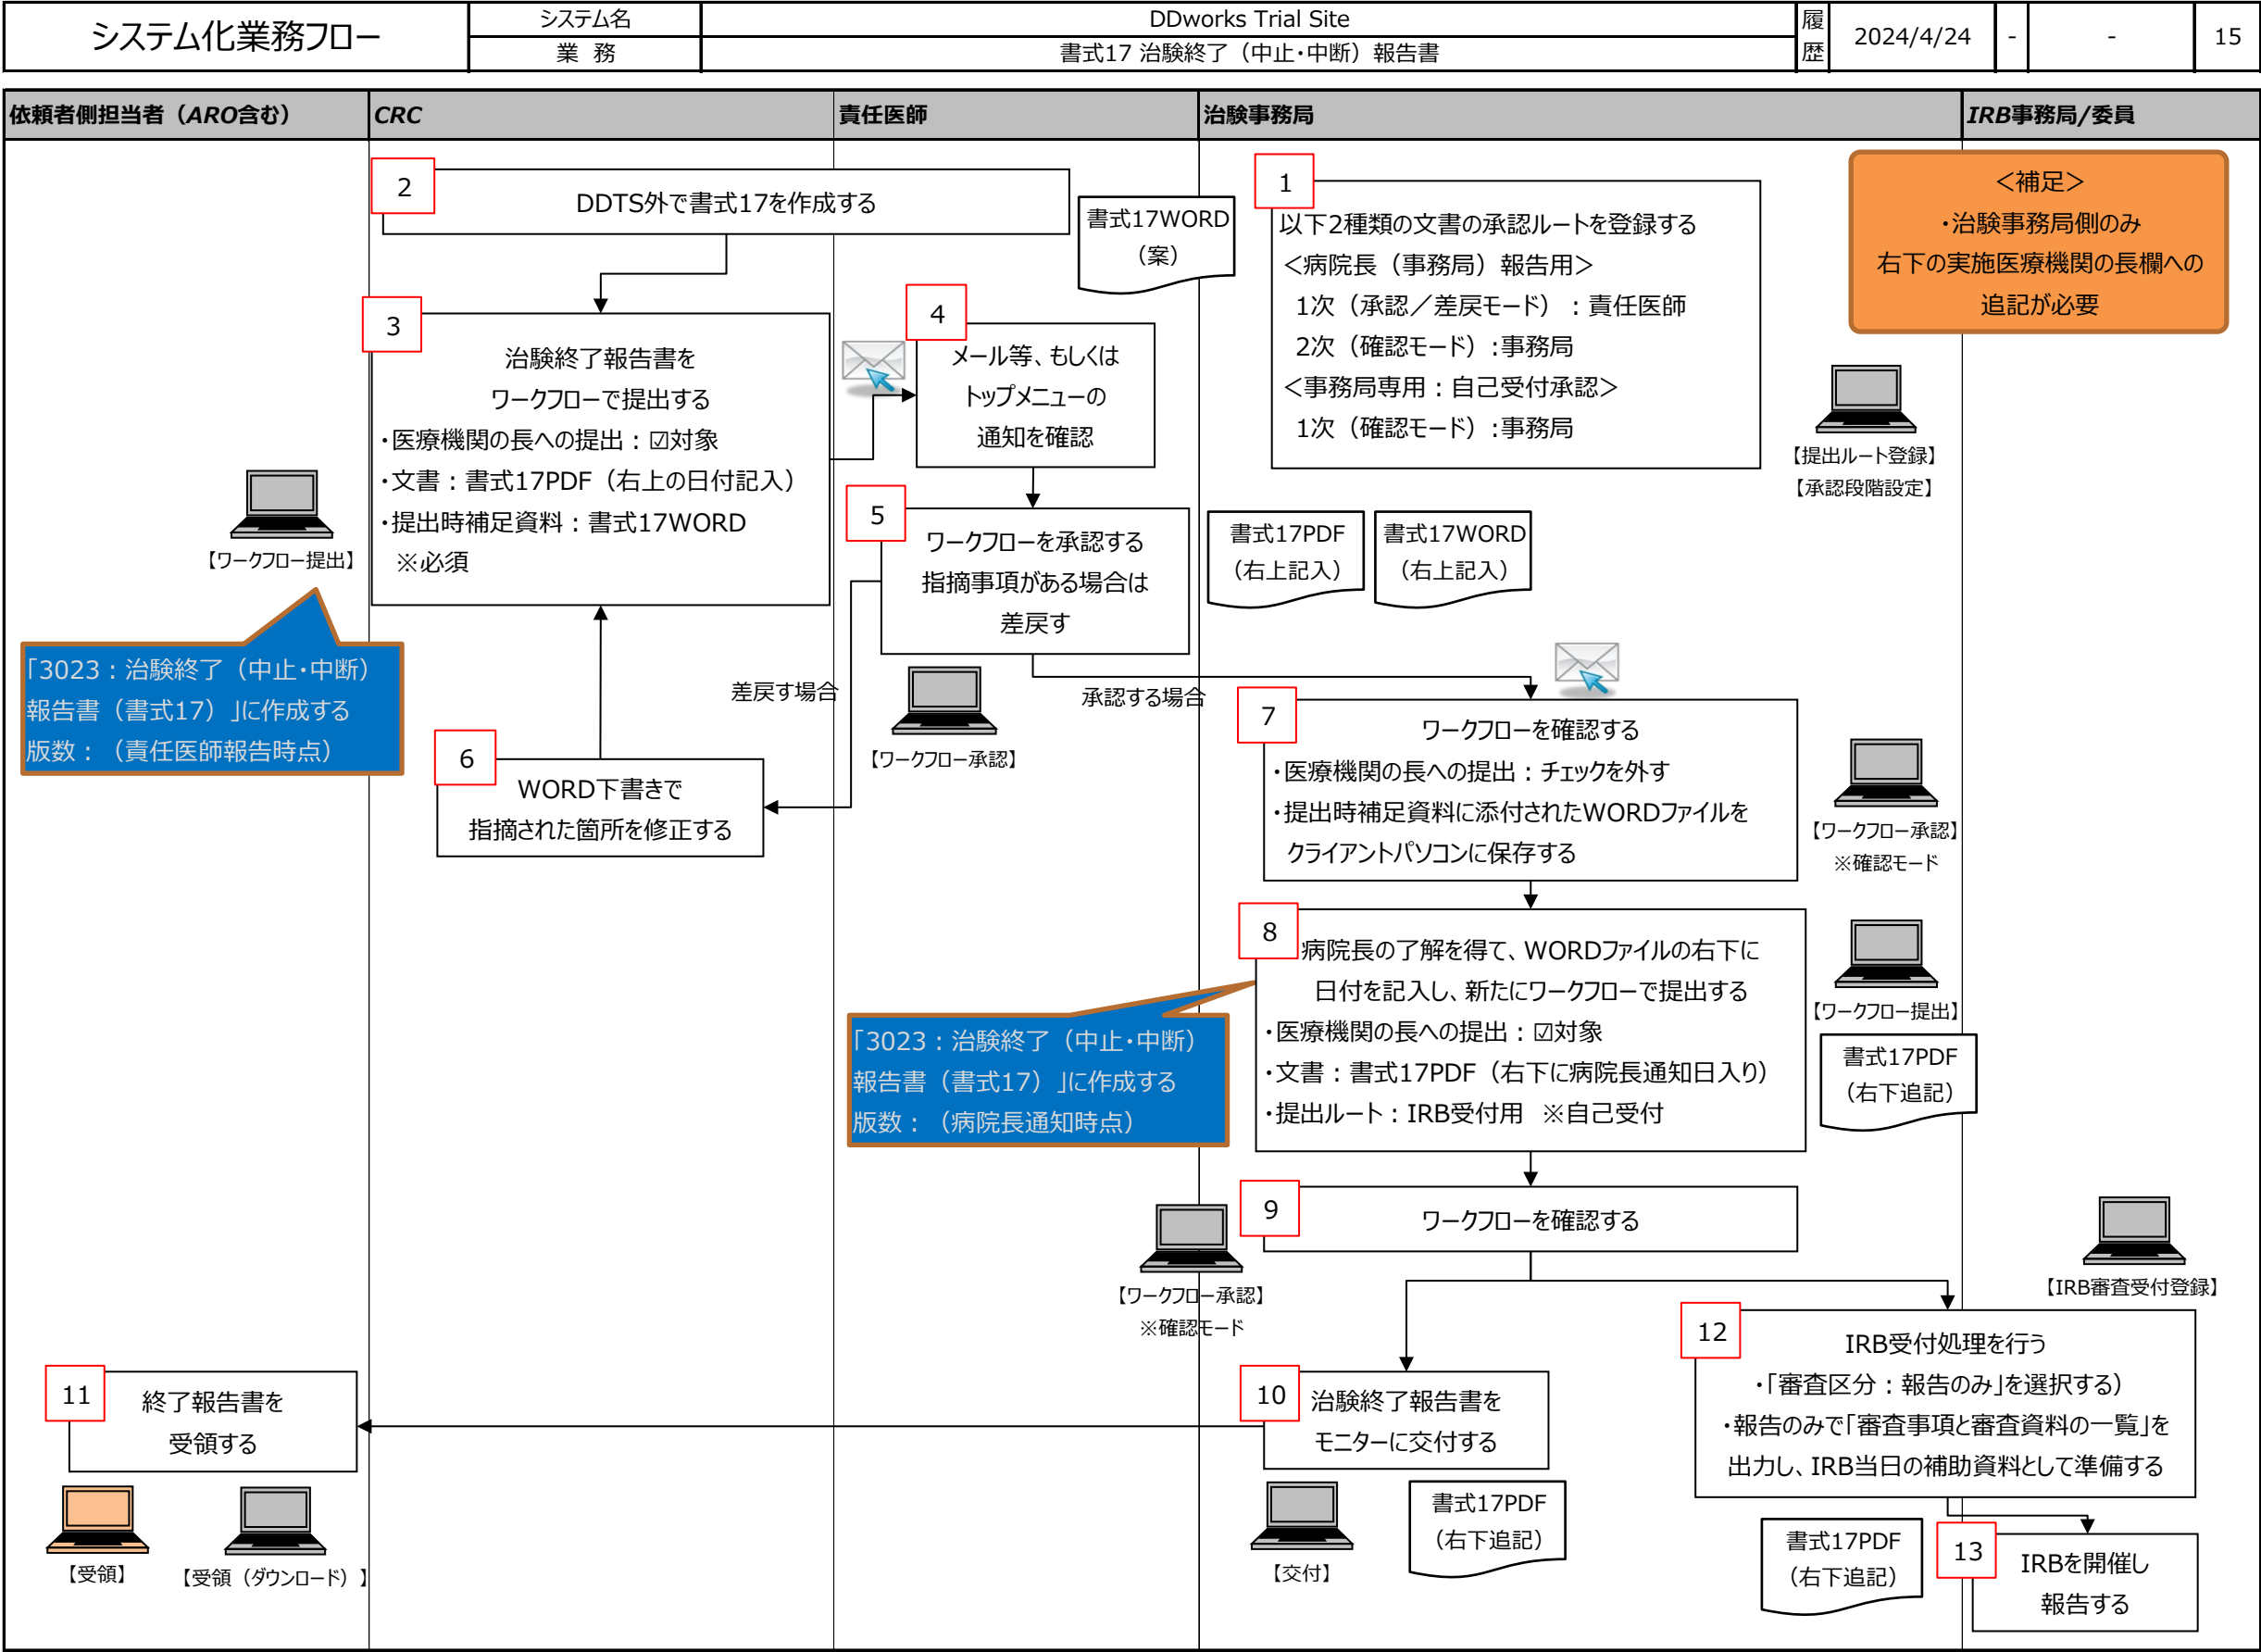 システム化業務フロー
システム名
DDworks Trial Site
業 務
書式17 治験終了（中止・中断）報告書
履歴
2024/4/24
-
-
15
依頼者側担当者（ARO含む）
CRC
責任医師
治験事務局
IRB事務局/委員
1
以下2種類の文書の承認ルートを登録する
＜病院長（事務局）報告用＞
1次（承認／差戻モード）：責任医師
2次（確認モード）：事務局
＜事務局専用：自己受付承認＞
1次（確認モード）：事務局
【提出ルート登録】
【承認段階設定】
＜補足＞
・治験事務局側のみ
右下の実施医療機関の長欄への
追記が必要
2
DDTS外で書式17を作成する
書式17WORD
（案）
3
治験終了報告書を
ワークフローで提出する
・医療機関の長への提出：☑対象
・文書：書式17PDF（右上の日付記入）
・提出時補足資料：書式17WORD
※必須
【ワークフロー提出】
「3023：治験終了（中止・中断）
報告書（書式17）」に作成する
版数：（責任医師報告時点）
4
メール等、もしくは
トップメニューの
通知を確認
5
ワークフローを承認する
指摘事項がある場合は
差戻す
書式17PDF
（右上記入）
書式17WORD
（右上記入）
差戻す場合
【ワークフロー承認】
承認する場合
6
WORD下書きで
指摘された箇所を修正する
7
ワークフローを確認する
・医療機関の長への提出：チェックを外す
・提出時補足資料に添付されたWORDファイルを
クライアントパソコンに保存する
【ワークフロー承認】
※確認モード
8
病院長の了解を得て、WORDファイルの右下に
日付を記入し、新たにワークフローで提出する
・医療機関の長への提出：☑対象
・文書：書式17PDF（右下に病院長通知日入り）
・提出ルート：IRB受付用　※自己受付
【ワークフロー提出】
書式17PDF
（右下追記）
「3023：治験終了（中止・中断）
報告書（書式17）」に作成する
版数：（病院長通知時点）
9
ワークフローを確認する
【ワークフロー承認】
※確認モード
10
治験終了報告書を
モニターに交付する
【交付】
書式17PDF
（右下追記）
11
終了報告書を
受領する
【受領】
【受領（ダウンロード）】
【IRB審査受付登録】
12
IRB受付処理を行う
・「審査区分：報告のみ」を選択する）
・報告のみで「審査事項と審査資料の一覧」を
出力し、IRB当日の補助資料として準備する
書式17PDF
（右下追記）
13
IRBを開催し
報告する